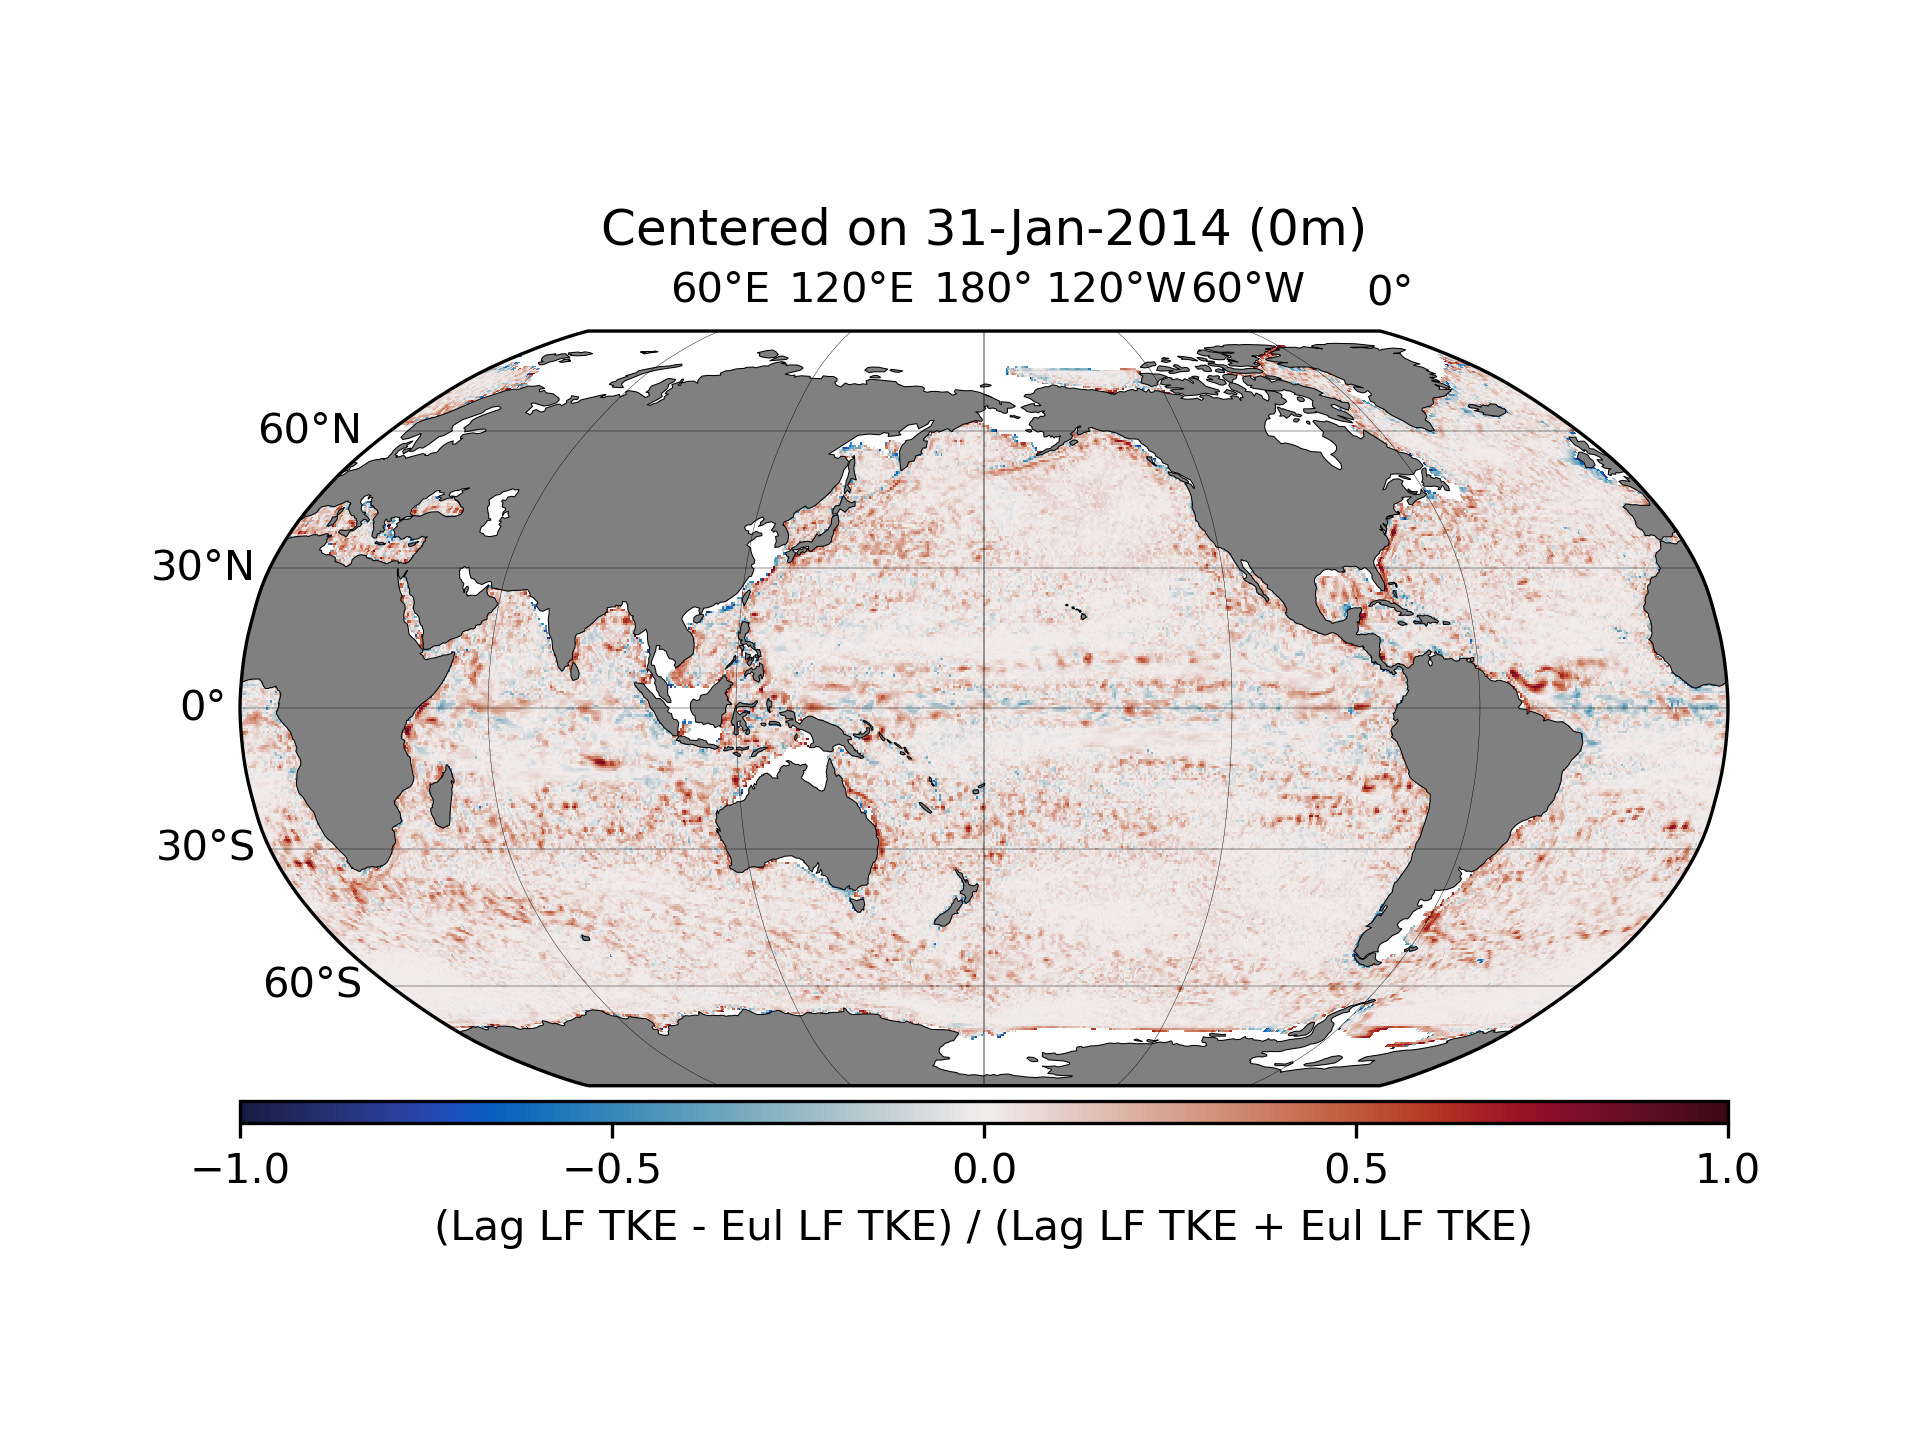 Centered on 31-Jan-2014 (0m)
60°E 120°E 180° 120°W 60°W 0°
60°N
30°N
0°
30°S
60°S
−1.0 −0.5 0.0 0.5 1.0
(Lag LF TKE - Eul LF TKE) / (Lag LF TKE + Eul LF TKE)